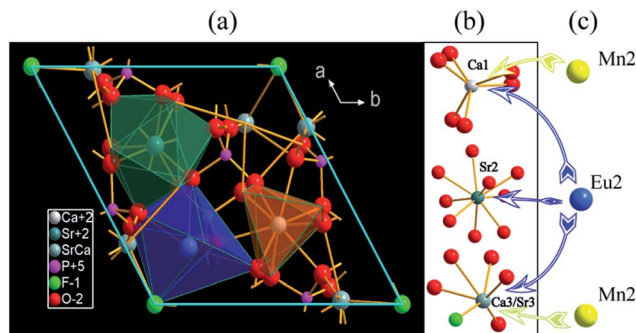 (a)
(b)
(c)
a
b
Ca+2
Sr+2
SrCa
P+5
F-1
O-2
Ca1
Sr2
Ca3/Sr3
Mn2
Eu2
Mn2